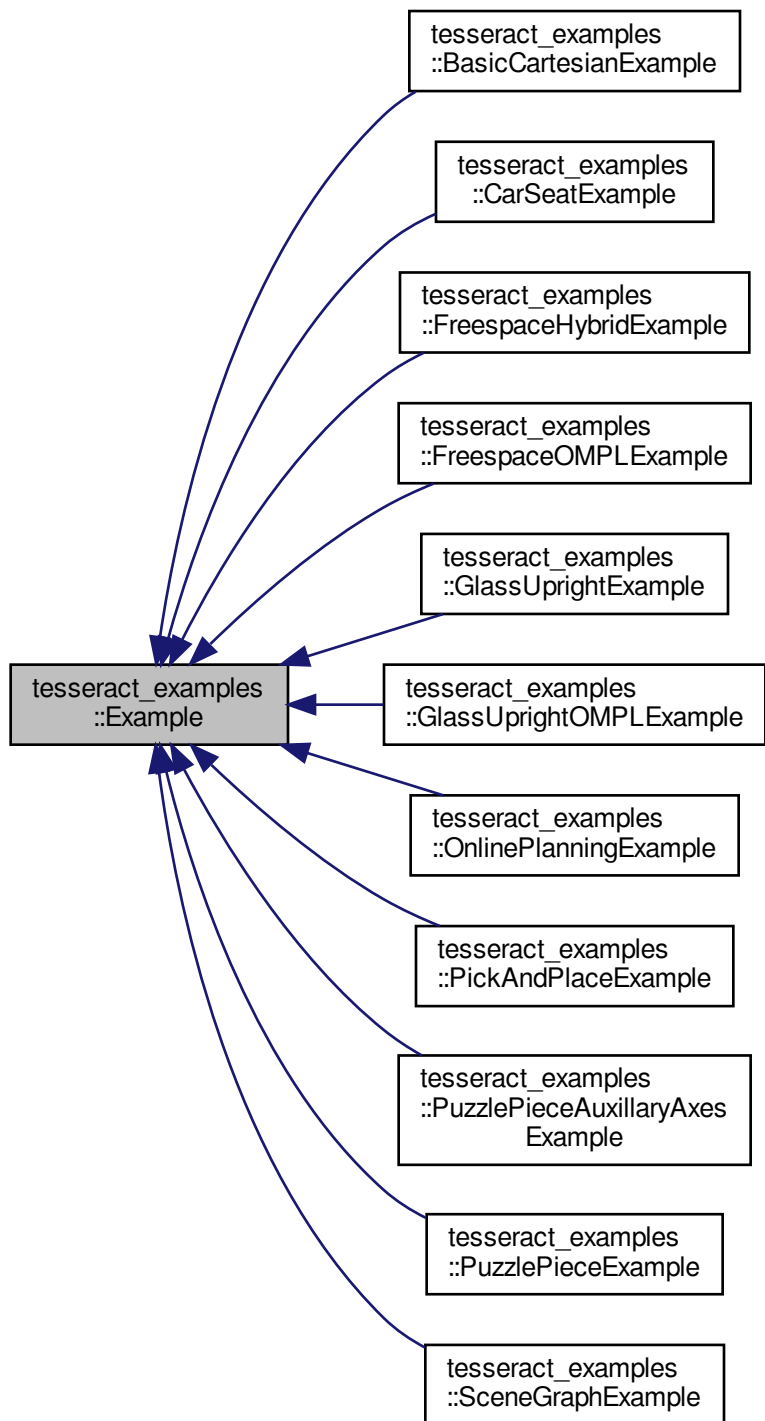 tesseract_examples
::BasicCartesianExample
tesseract_examples
::CarSeatExample
tesseract_examples
::FreespaceHybridExample
tesseract_examples
::FreespaceOMPLExample
tesseract_examples
::GlassUprightExample
tesseract_examples
::Example
tesseract_examples
::GlassUprightOMPLExample
tesseract_examples
::OnlinePlanningExample
tesseract_examples
::PickAndPlaceExample
tesseract_examples
::PuzzlePieceAuxillaryAxes
Example
tesseract_examples
::PuzzlePieceExample
tesseract_examples
::SceneGraphExample